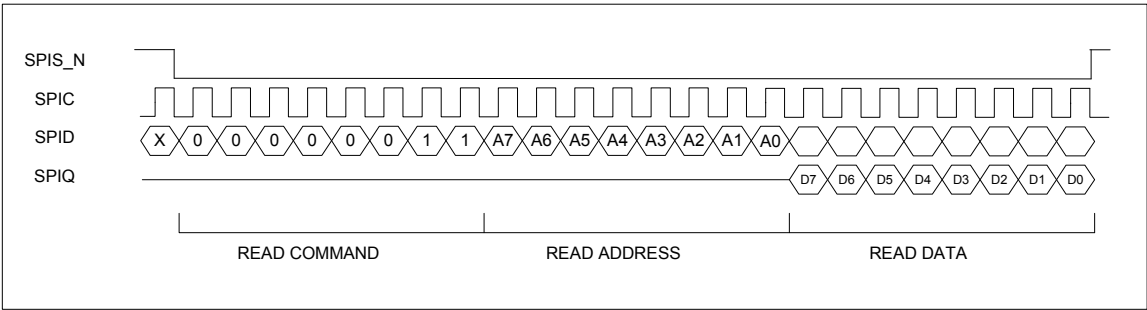 SPIS_N
SPIC
SPID X 0 0 0 0 0 0 1 1 A7 A6 A5 A4 A3 A2 A1 A0
SPIQ D7 D6 D5 D4 D3 D2 D1 D0
READ COMMAND READ ADDRESS READ DATA